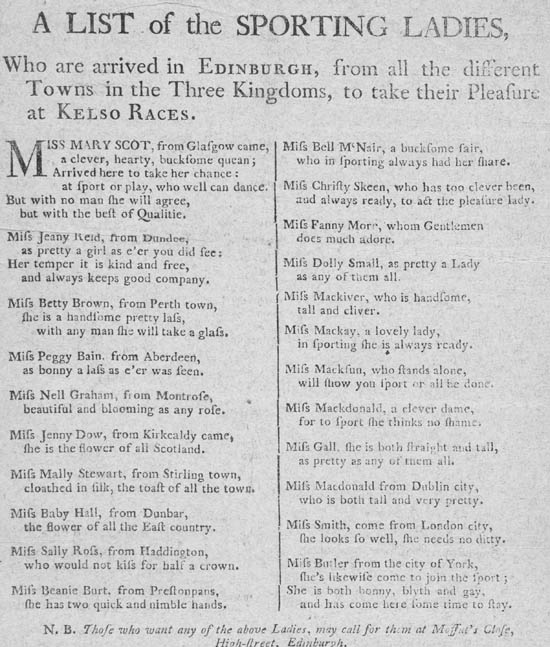 A LIST of the SPORTING LADIES,
Who are arrived in EDINBURGH, from all the different
Towns in the Three Kingdoms, to take their Pleaſure
at KELSO RACES.
MISS MARY SCOT, from Glaſgow came,
a clever, hearty, buckſome quean;
Arrived here to take her chance:
at ſport or play, who well can dance.
But with no man ſhe will agree,
but with the beſt of Qualitie.
Miſs Jeany Reid, from Dundee,
as pretty a girl as e'er you did ſee:
Her temper it is kind and free,
and always keeps good company.
Miſs Betty Brown, from Perth town,
ſhe is a handſome pretty laſs,
with any man ſhe will take a glaſs.
Miſs Peggy Bain, from Aberdeen,
as bonny a laſs as e'er was ſeen.
Miſs Nell Graham, from Montroſe,
beautiful and blooming as any roſe.
Miſs Jenny Dow, from Kirkcaldy came,
ſhe is the flower of all Scotland.
Miſs Mally Stewart, from Stirling town,
cloathed in ſilk, the toaſt of all the town.
Miſs Baby Hall, from Dunbar,
the flower of all the Eaſt country.
Miſs Sally Roſs, from Haddington,
who would not kiſs for half a crown.
Miſs Beanie Burt, from Preſtonpans,
ſhe has two quick and nimble hands.
Miſs Bell McNair, a buckſome fair,
who in ſporting always had her ſhare.
Miſs Chriſty Skeen, who has too clever been,
and always ready, to act the pleaſure lady.
Miſs Fanny Morr, whom Gentlemen
does much adore.
Miſs Dolly Small, as pretty a Lady
as any of them all.
Miſs Mackiver, who is handſome,
tall and cliver.
Miſs Mackay, a lovely lady,
in ſporting ſhe is always ready.
Miſs Mackſun, who ſtands alone,
will ſhow you ſport or all be done.
Miſs Mackdonald, a clever dame,
for to ſport ſhe thinks no ſhame.
Miſs Gall, ſhe is both ſtraight and tall,
as pretty as any of them all.
Miſs Macdonald from Dublin city,
who is both tall and very pretty.
Miſs Smith, come from London city,
ſhe looks ſo well, ſhe needs no ditty.
Miſs Butler from the city of York,
ſhe's likewiſe come to join the ſport;
She is both bonny, blyth and gay,
and has come here ſome time to ſtay.
N. B. Thoſe who want any of the above Ladies, may call for them at Moffat's Cloſe,
High-ſtreet, Edinburgh.